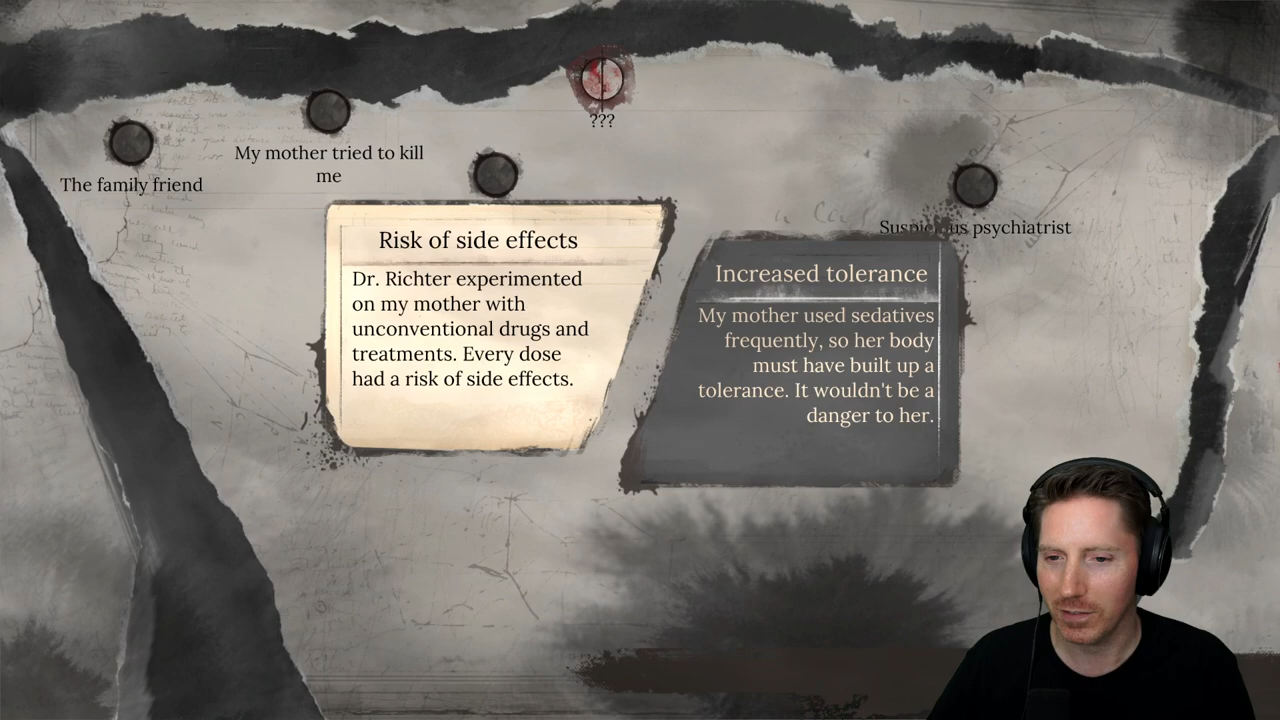 ???
My mother tried to kill
me
The family friend
Suspicious psychiatrist
Risk of side effects
Dr. Richter experimented
on my mother with
unconventional drugs and
treatments. Every dose
had a risk of side effects.
Increased tolerance
My mother used sedatives
frequently, so her body
must have built up a
tolerance. It wouldn't be a
danger to her.